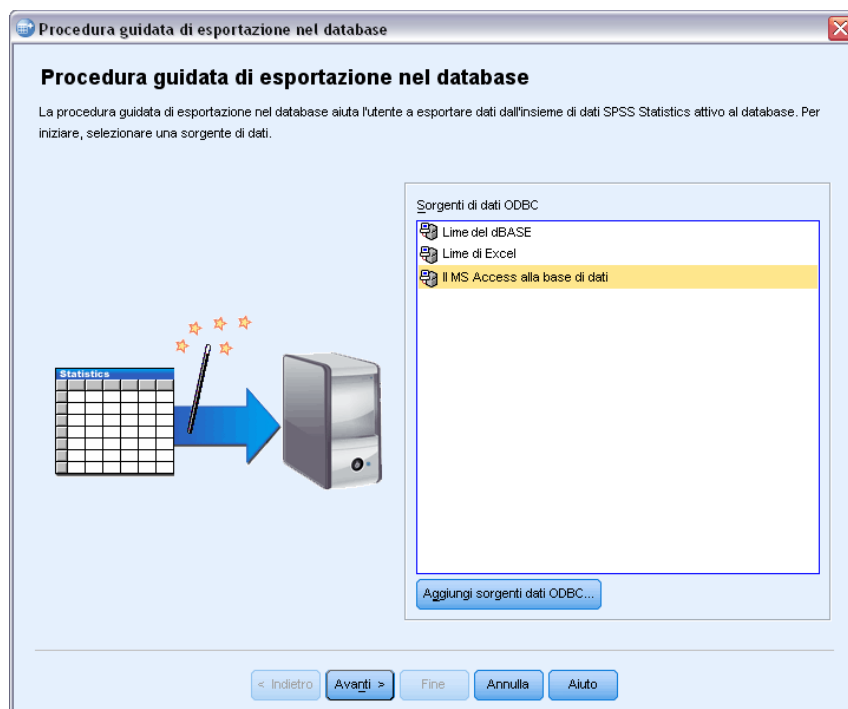 Procedura guidata di esportazione nel database
Procedura guidata di esportazione nel database
La procedura guidata di esportazione nel database aiuta l'utente a esportare dati dall'insieme di dati SPSS Statistics attivo al database. Per
iniziare, selezionare una sorgente di dati.
Sorgenti di dati ODBC
Lime del dBASE
Lime di Excel
Il MS Access alla base di dati
Statistics
Aggiungi sorgenti dati ODBC...
< Indietro
Avanti >
Fine
Annulla
Aiuto